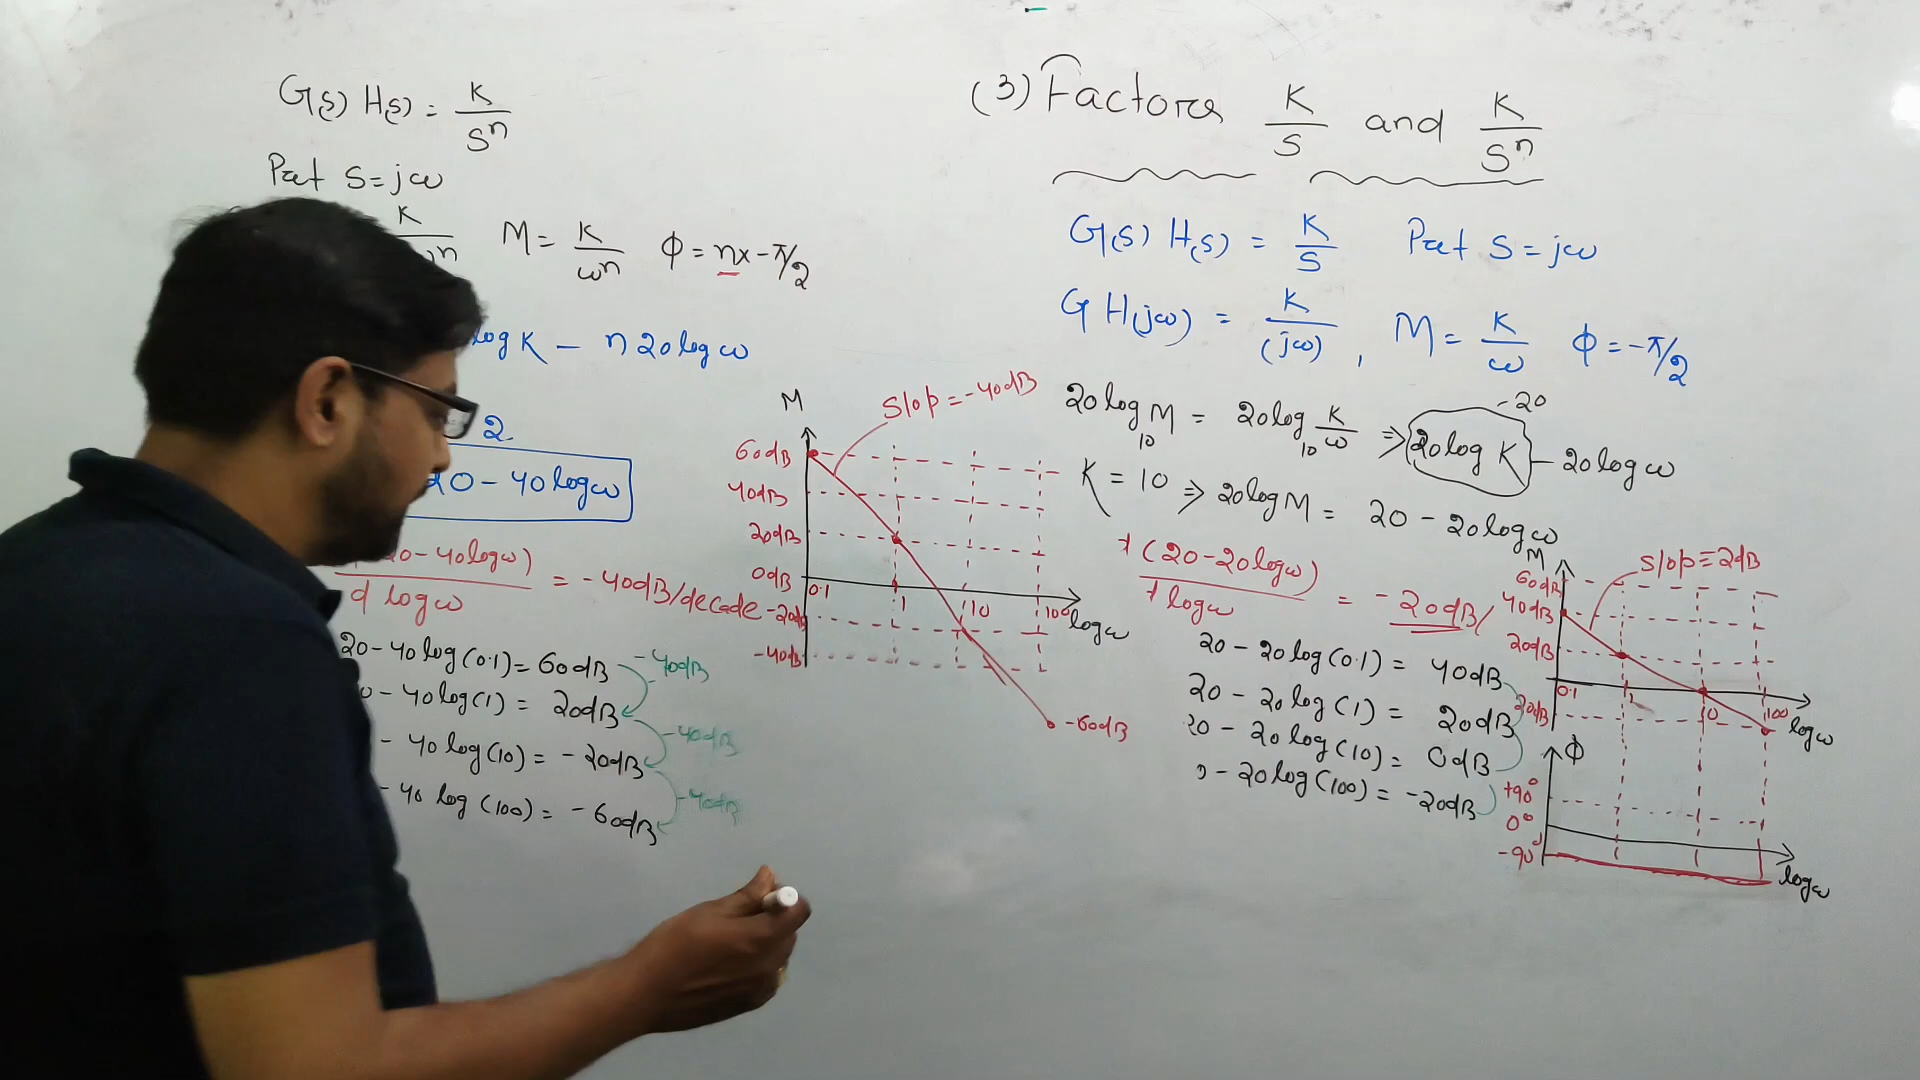 G(s) H(s) = K/Sⁿ
Put S=jω
K
M = K/ωⁿ ϕ = nx-π/2
log K - n 20 log ω
2
20 - 40 log ω
20-40 log ω) / d log ω = -40dB/decade
20-40 log (0.1) = 60dB
- 40 log (1) = 20dB
- 40 log (10) = -20dB
- 40 log (100) = -60dB
-40dB
-40dB
-40dB
M
Slop = -40dB
60dB
40dB
20dB
0dB
-20dB
-40dB
0.1 1 10 100
log ω
-60dB
(3) Factors K/S and K/Sⁿ
G(s) H(s) = K/S Put S = jω
G H(jω) = K/(jω) , M = K/ω ϕ = -π/2
-20
20 log₁₀ M = 20 log₁₀ K/ω ⇒ 20 log K - 20 log ω
K = 10 ⇒ 20 log M = 20 - 20 log ω
(20-20 log ω) / log ω = -20dB/
20 - 20 log (0.1) = 40dB
20 - 20 log (1) = 20dB
20 log (10) = 0dB
- 20 log (100) = -20dB
M
Slop = 2dB
60dB
40dB
20dB
20dB
0.1 100
log ω
ϕ
+90°
0°
-90°
log ω